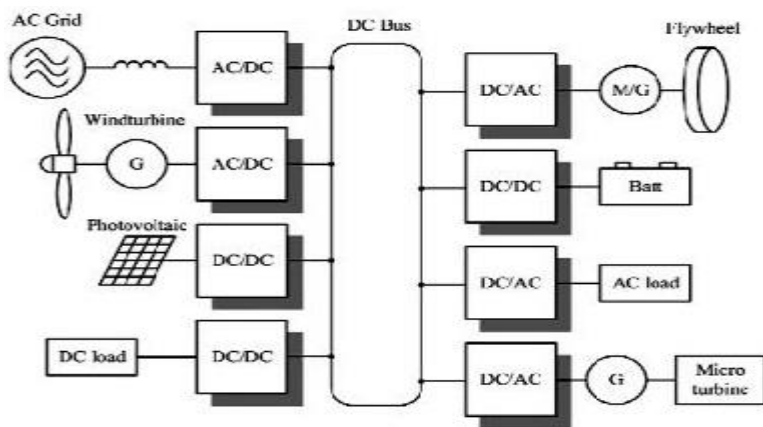 AC Grid
DC Bus
Flywheel
AC/DC
DC/AC
M/G
Windturbine
G
AC/DC
DC/DC
Batt
Photovoltaic
DC/DC
DC/AC
AC load
DC load
DC/DC
DC/AC
G
Micro
turbine